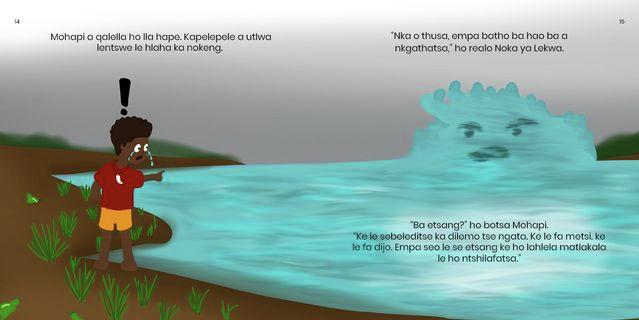 14
Mohapi a qalella ho lla hape. Kapelepele a utlwa
lentswe le hlaha ka nokeng.
15
"Nka o thusa, empa batho ba hao ba a
nkgathatsa," ho realo Noka ya Lekwa.
"Ba etsang?" ho botsa Mohapi.
"Ke le sebeleditse ka dilemo tse ngata. Ke le fa metsi. ke
le fa dijo. Empa seo le se etsang ke ho lahlela matlakala
le ho ntshilafatsa."